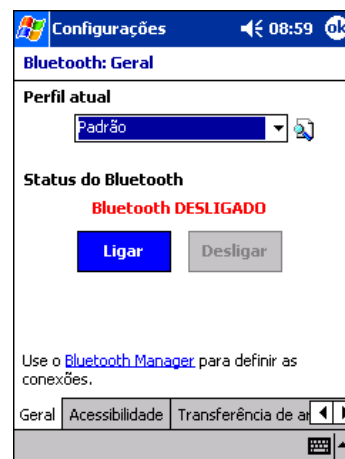 Configurações 08:59 ok
Bluetooth: Geral
Perfil atual
Padrão
Status do Bluetooth
Bluetooth DESLIGADO
Ligar Desligar
Use o Bluetooth Manager para definir as
conexões.
Geral Acessibilidade Transferência de ar